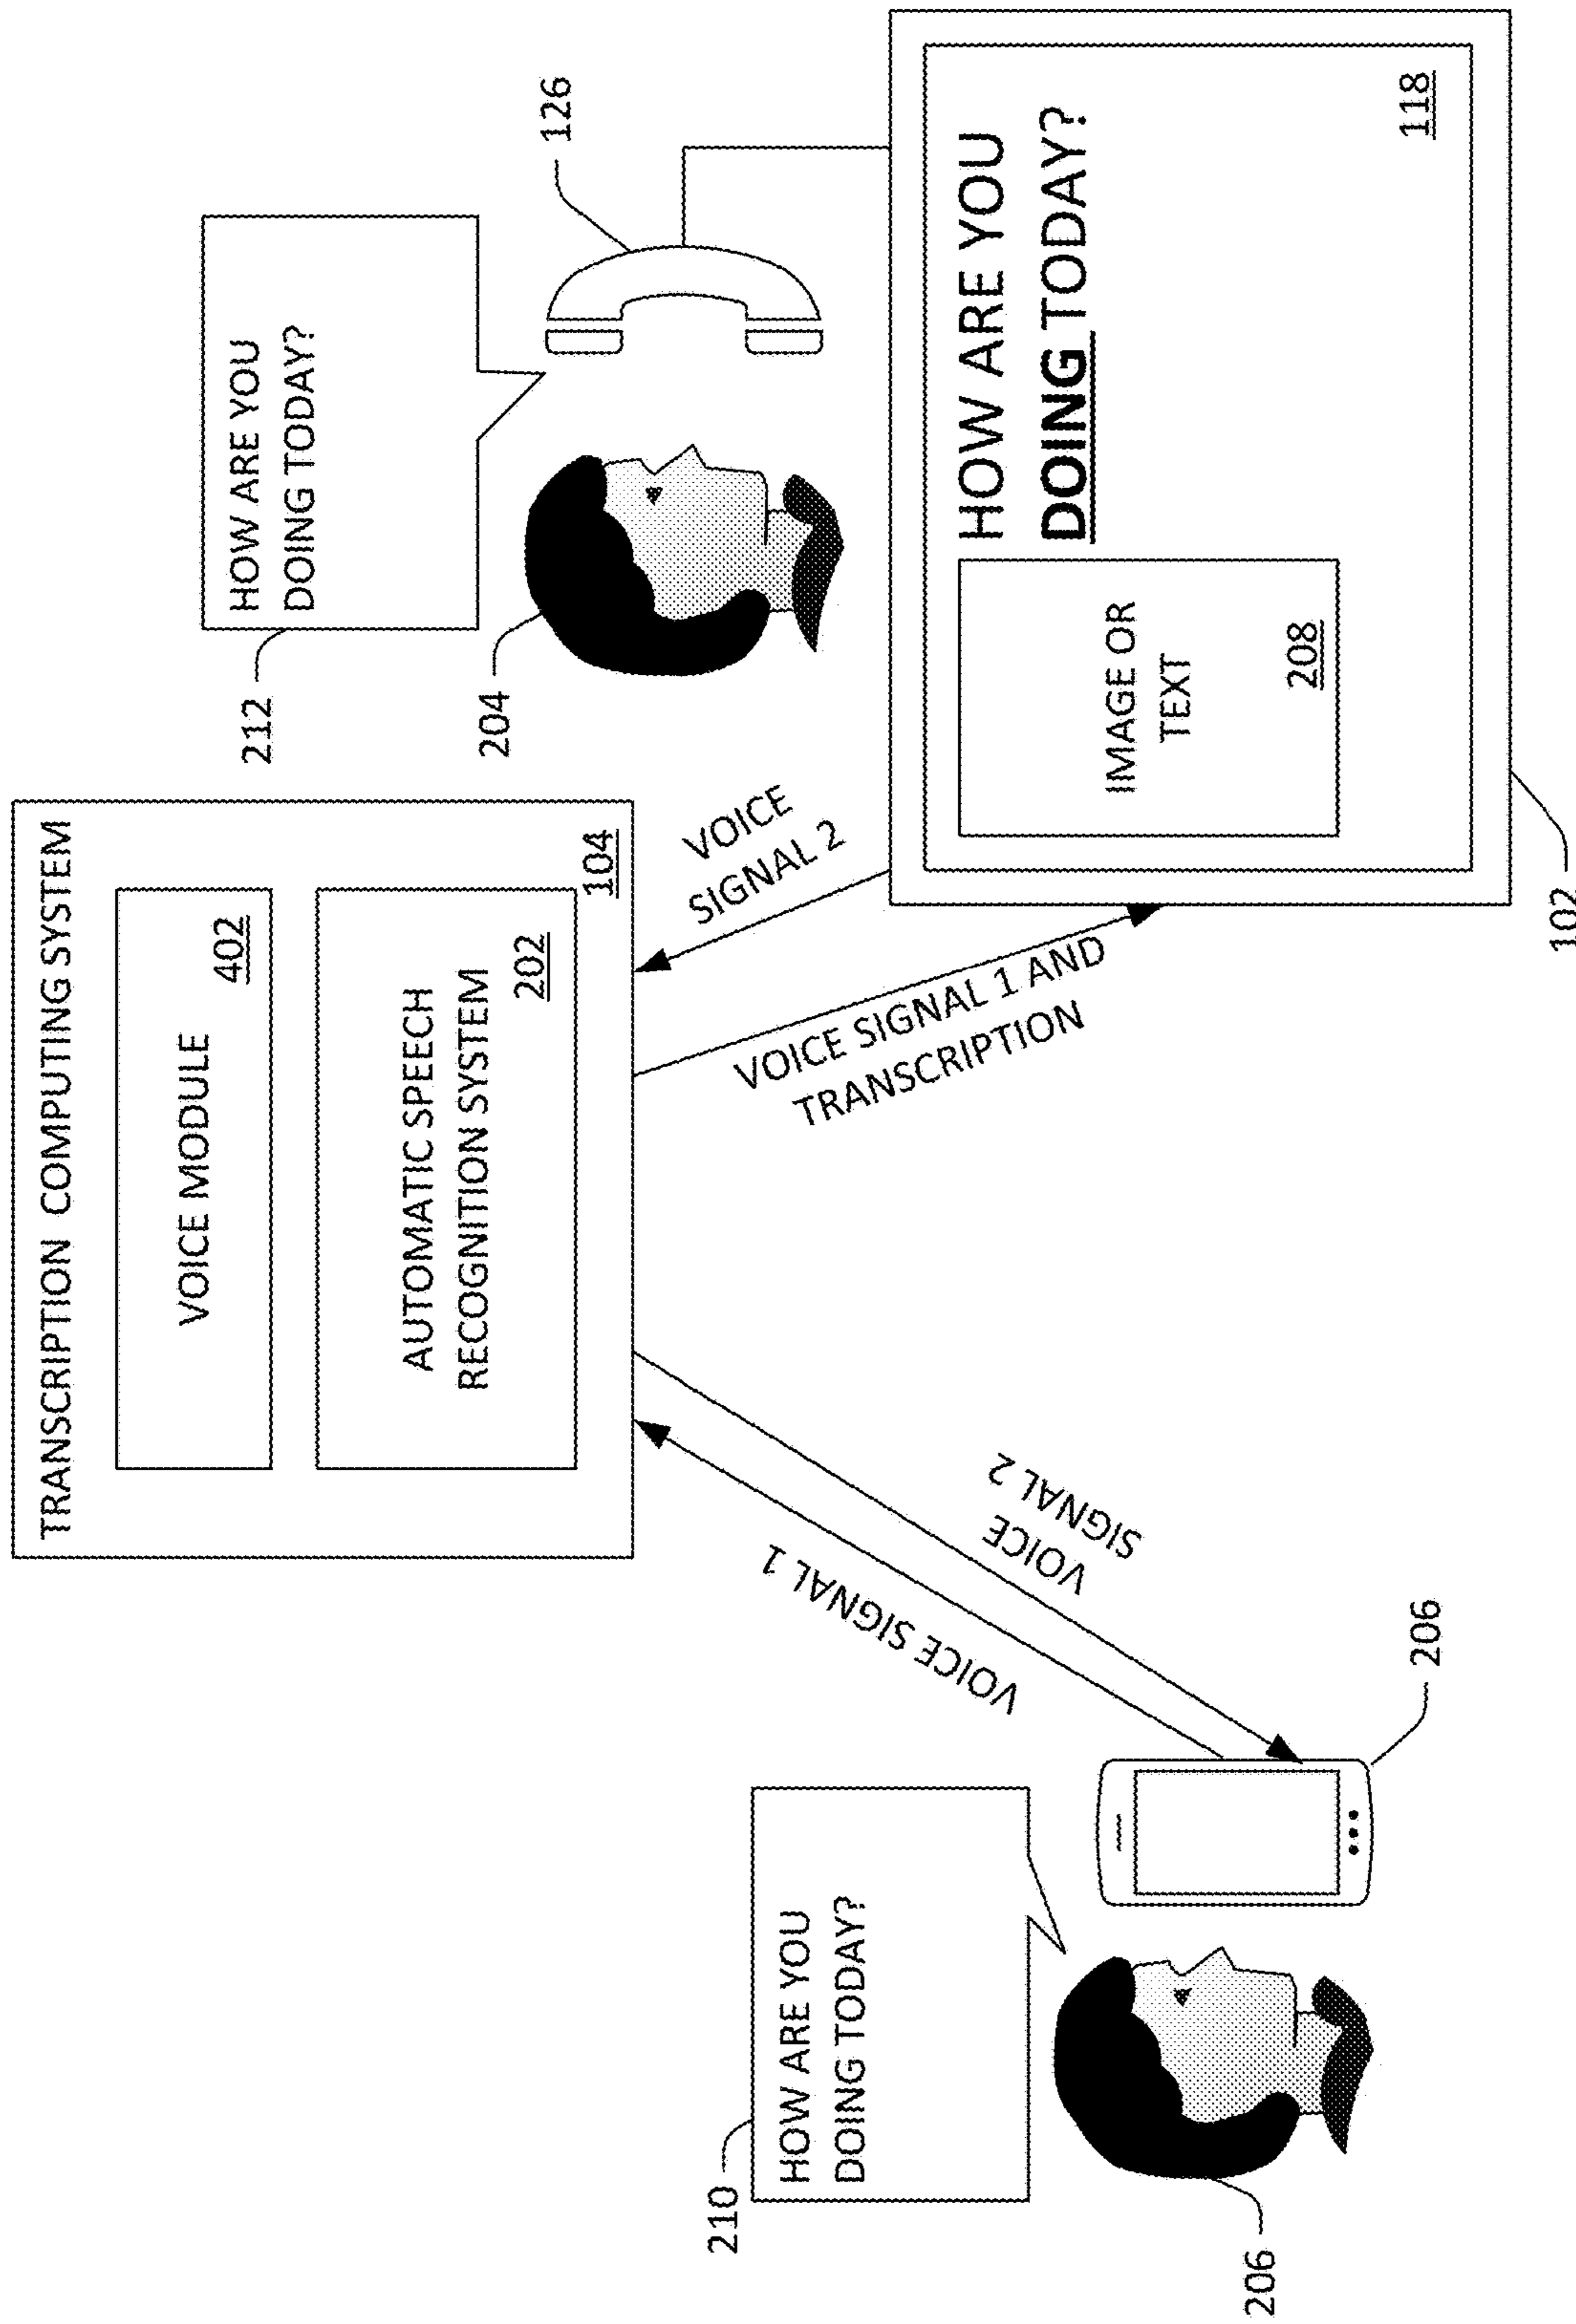 TRANSCRIPTION COMPUTING SYSTEM
VOICE MODULE
402
AUTOMATIC SPEECH
RECOGNITION SYSTEM
202
104
212
HOW ARE YOU
DOING TODAY?
204
126
VOICE
SIGNAL 2
VOICE SIGNAL 1 AND
TRANSCRIPTION
VOICE SIGNAL 1
VOICE
SIGNAL 2
210
HOW ARE YOU
DOING TODAY?
206
206
HOW ARE YOU
DOING TODAY?
IMAGE OR
TEXT
208
118
102